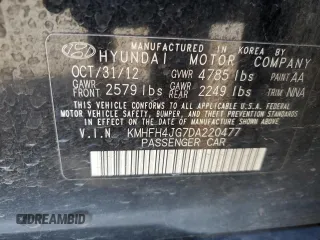 MANUFACTURED IN KOREA BY
HYUNDAI MOTOR COMPANY
OCT/31/12 GVWR 4785 lbs PAINT AA
GAWR FRONT 2579 lbs GAWR REAR 2249 lbs TRIM NNA
THIS VEHICLE CONFORMS TO ALL APPLICABLE U.S.A. FEDERAL
MOTOR VEHICLE SAFETY, BUMPER, AND THEFT PREVENTION
STANDARDS IN EFFECT ON THE DATE OF MANUFACTURE SHOWN ABOVE.
V.I.N. KMHFH4JG7DA220477
PASSENGER CAR
AUTOBIDMASTER